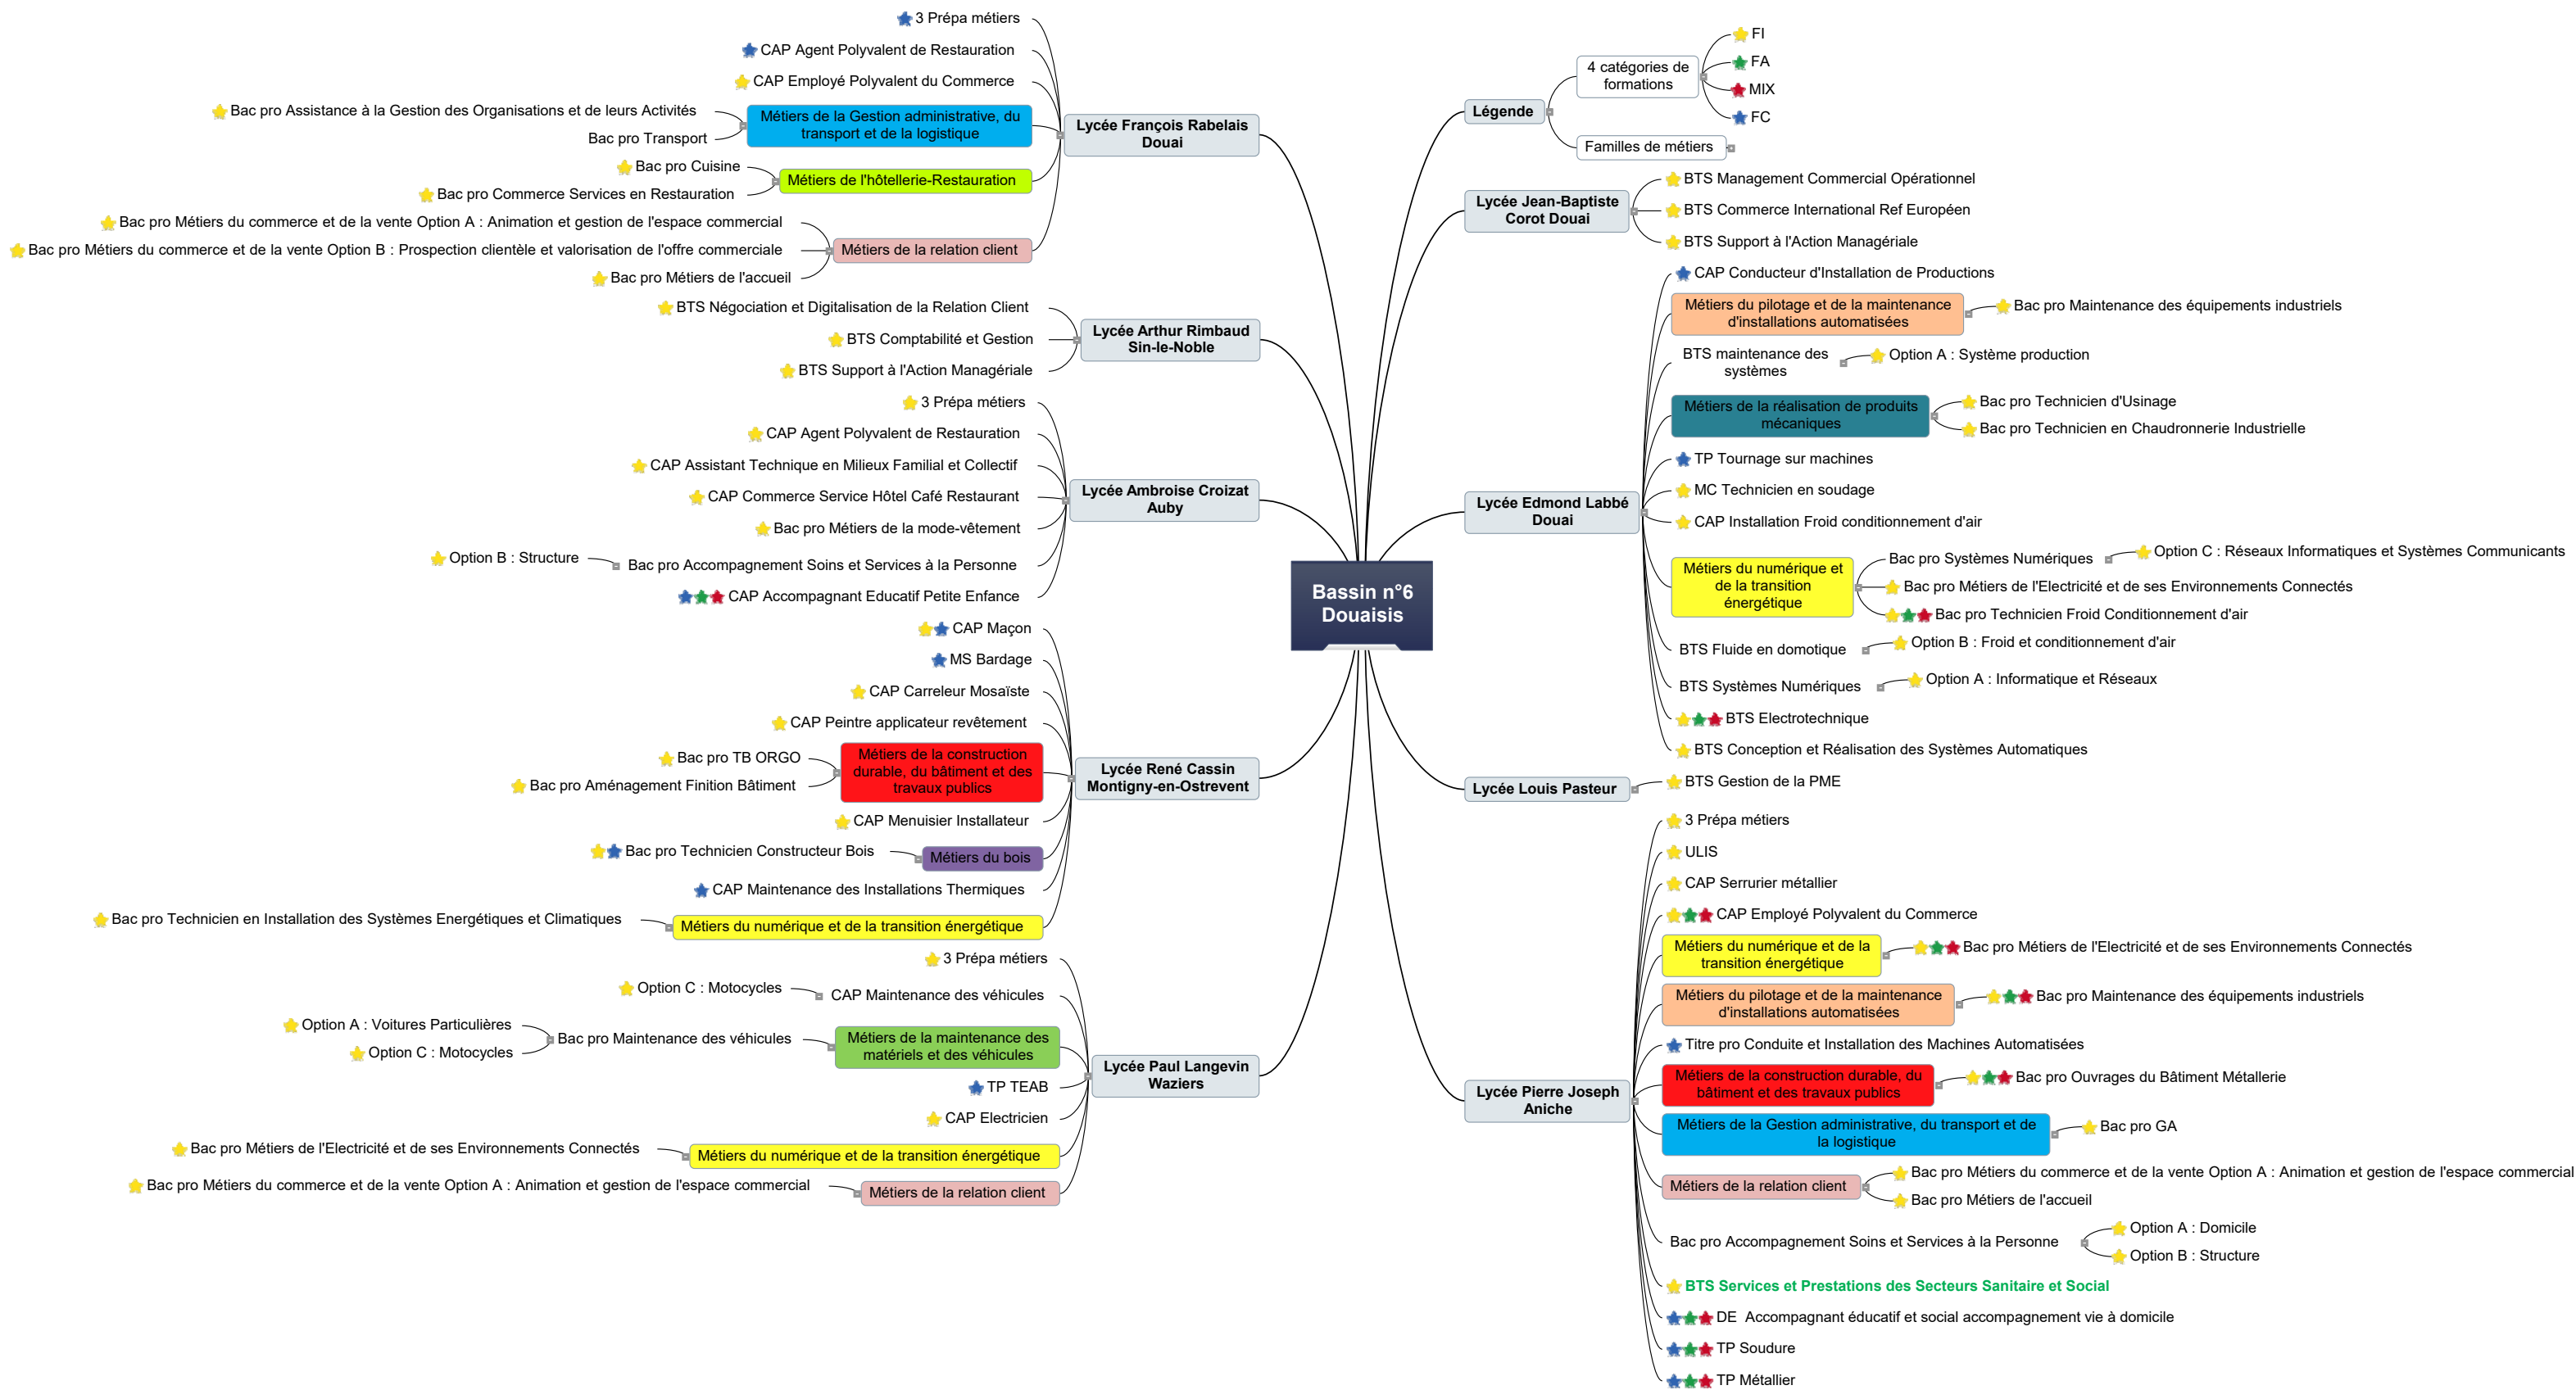 Bassin n°6
Douaisis
Légende
4 catégories de
formations
FI
FA
MIX
FC
Familles de métiers
Lycée Jean-Baptiste
Corot Douai
BTS Management Commercial Opérationnel
BTS Commerce International Ref Européen
BTS Support à l'Action Managériale
Lycée Edmond Labbé
Douai
CAP Conducteur d'Installation de Productions
Métiers du pilotage et de la maintenance
d'installations automatisées
Bac pro Maintenance des équipements industriels
BTS maintenance des
systèmes
Option A : Système production
Métiers de la réalisation de produits
mécaniques
Bac pro Technicien d'Usinage
Bac pro Technicien en Chaudronnerie Industrielle
TP Tournage sur machines
MC Technicien en soudage
CAP Installation Froid conditionnement d'air
Métiers du numérique et
de la transition
énergétique
Bac pro Systèmes Numériques
Option C : Réseaux Informatiques et Systèmes Communicants
Bac pro Métiers de l'Electricité et de ses Environnements Connectés
Bac pro Technicien Froid Conditionnement d'air
BTS Fluide en domotique
Option B : Froid et conditionnement d'air
BTS Systèmes Numériques
Option A : Informatique et Réseaux
BTS Electrotechnique
BTS Conception et Réalisation des Systèmes Automatiques
Lycée Louis Pasteur
BTS Gestion de la PME
Lycée Pierre Joseph
Aniche
3 Prépa métiers
ULIS
CAP Serrurier métallier
CAP Employé Polyvalent du Commerce
Métiers du numérique et de la
transition énergétique
Bac pro Métiers de l'Electricité et de ses Environnements Connectés
Métiers du pilotage et de la maintenance
d'installations automatisées
Bac pro Maintenance des équipements industriels
Titre pro Conduite et Installation des Machines Automatisées
Métiers de la construction durable, du
bâtiment et des travaux publics
Bac pro Ouvrages du Bâtiment Métallerie
Métiers de la Gestion administrative, du transport et de
la logistique
Bac pro GA
Métiers de la relation client
Bac pro Métiers du commerce et de la vente Option A : Animation et gestion de l'espace commercial
Bac pro Métiers de l'accueil
Bac pro Accompagnement Soins et Services à la Personne
Option A : Domicile
Option B : Structure
BTS Services et Prestations des Secteurs Sanitaire et Social
DE  Accompagnant éducatif et social accompagnement vie à domicile
TP Soudure
TP Métallier
Lycée François Rabelais
Douai
3 Prépa métiers
CAP Agent Polyvalent de Restauration
CAP Employé Polyvalent du Commerce
Métiers de la Gestion administrative, du
transport et de la logistique
Bac pro Assistance à la Gestion des Organisations et de leurs Activités
Bac pro Transport
Métiers de l'hôtellerie-Restauration
Bac pro Cuisine
Bac pro Commerce Services en Restauration
Métiers de la relation client
Bac pro Métiers du commerce et de la vente Option A : Animation et gestion de l'espace commercial
Bac pro Métiers du commerce et de la vente Option B : Prospection clientèle et valorisation de l'offre commerciale
Bac pro Métiers de l'accueil
Lycée Arthur Rimbaud
Sin-le-Noble
BTS Négociation et Digitalisation de la Relation Client
BTS Comptabilité et Gestion
BTS Support à l'Action Managériale
Lycée Ambroise Croizat
Auby
3 Prépa métiers
CAP Agent Polyvalent de Restauration
CAP Assistant Technique en Milieux Familial et Collectif
CAP Commerce Service Hôtel Café Restaurant
Bac pro Métiers de la mode-vêtement
Bac pro Accompagnement Soins et Services à la Personne
Option B : Structure
CAP Accompagnant Educatif Petite Enfance
Lycée René Cassin
Montigny-en-Ostrevent
CAP Maçon
MS Bardage
CAP Carreleur Mosaïste
CAP Peintre applicateur revêtement
Métiers de la construction
durable, du bâtiment et des
travaux publics
Bac pro TB ORGO
Bac pro Aménagement Finition Bâtiment
CAP Menuisier Installateur
Métiers du bois
Bac pro Technicien Constructeur Bois
CAP Maintenance des Installations Thermiques
Métiers du numérique et de la transition énergétique
Bac pro Technicien en Installation des Systèmes Energétiques et Climatiques
Lycée Paul Langevin
Waziers
3 Prépa métiers
CAP Maintenance des véhicules
Option C : Motocycles
Métiers de la maintenance des
matériels et des véhicules
Bac pro Maintenance des véhicules
Option A : Voitures Particulières
Option C : Motocycles
TP TEAB
CAP Electricien
Métiers du numérique et de la transition énergétique
Bac pro Métiers de l'Electricité et de ses Environnements Connectés
Métiers de la relation client
Bac pro Métiers du commerce et de la vente Option A : Animation et gestion de l'espace commercial